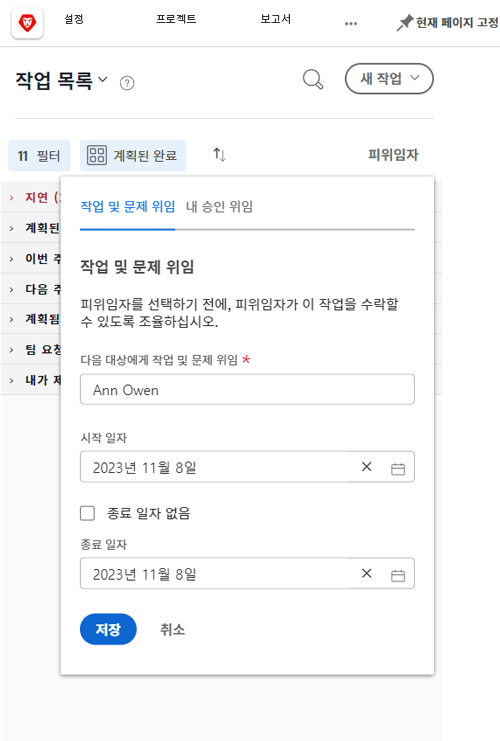 설정 프로젝트 보고서 ... 현재 페이지 고정
작업 목록 ?
새 작업
11 필터 계획된 완료 피위임자
지연 (
계획된
이번 주
다음 주
계획됨
팀 요청
내가 제
작업 및 문제 위임 내 승인 위임
작업 및 문제 위임
피위임자를 선택하기 전에, 피위임자가 이 작업을 수락할
수 있도록 조율하십시오.
다음 대상에게 작업 및 문제 위임 *
Ann Owen
시작 일자
2023년 11월 8일
종료 일자 없음
종료 일자
2023년 11월 8일
저장 취소